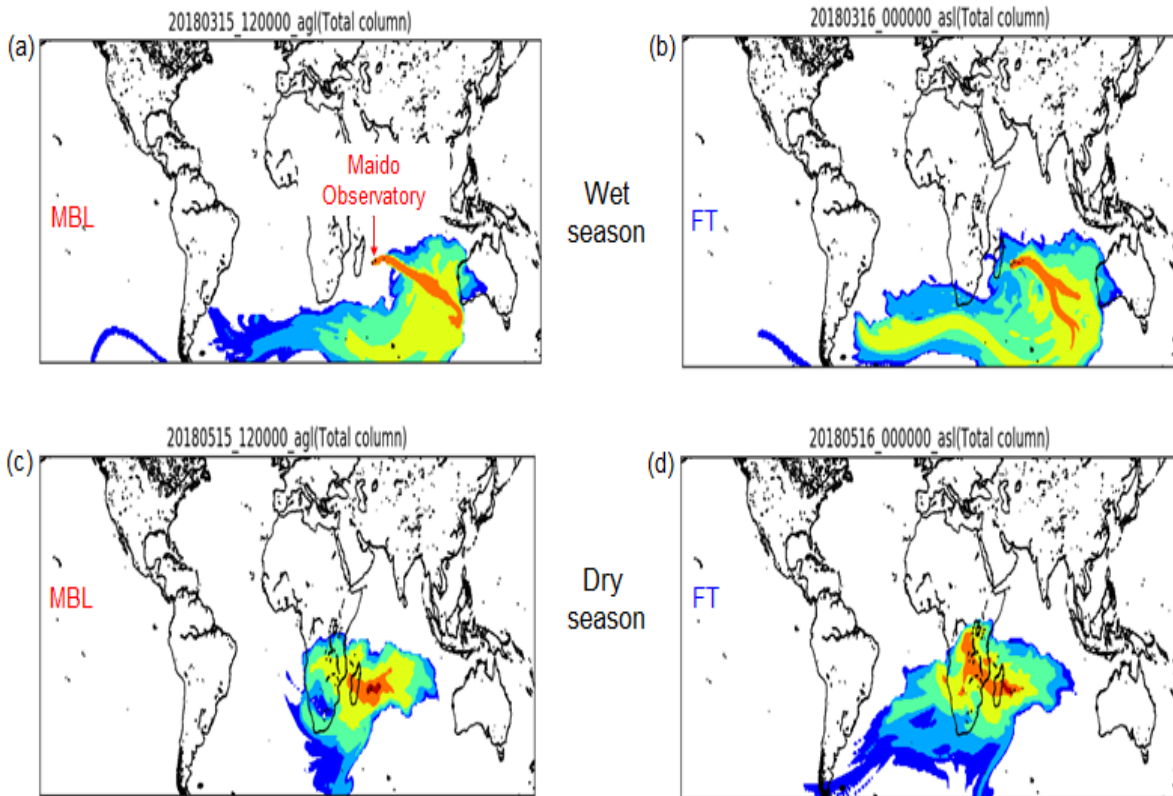 20180315_120000_agl(Total column)
20180316_000000_asl(Total column)
(a)
(b)
Maido
Observatory
MBL
Wet
season
FT
20180515_120000_agl(Total column)
20180516_000000_asl(Total column)
(c)
(d)
MBL
Dry
season
FT